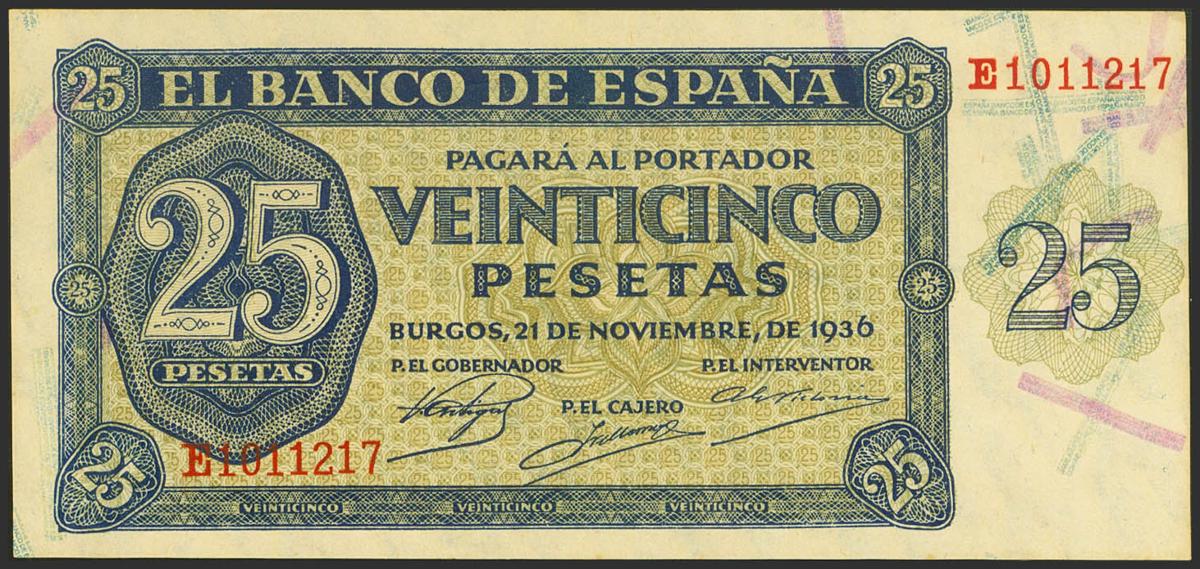 25 EL BANCO DE ESPAÑA 25
E1011217
PAGARÁ AL PORTADOR
VEINTICINCO
PESETAS
25
PESETAS
25
25
25
BURGOS, 21 DE NOVIEMBRE, DE 1936
P. EL GOBERNADOR
P. EL INTERVENTOR
P. EL CAJERO
E1011217
25
25
VEINTICINCO VEINTICINCO VEINTICINCO